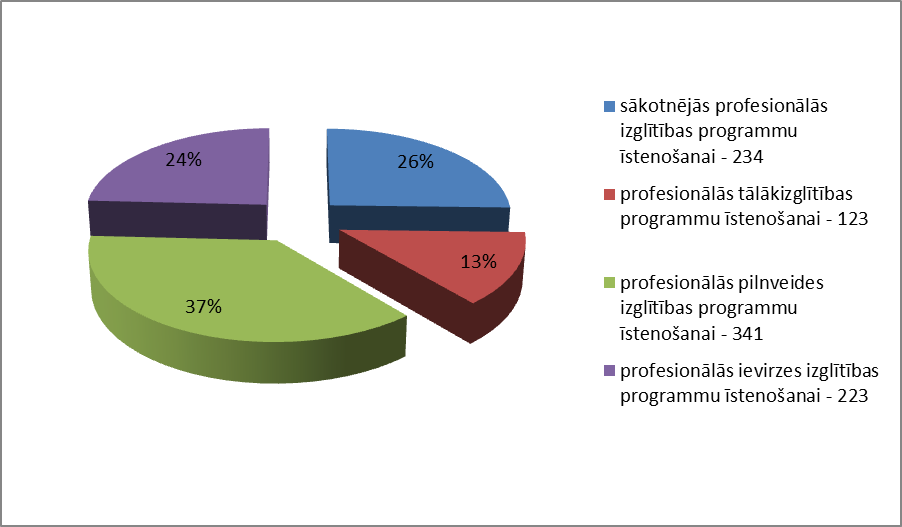 24%
26%
13%
37%
sākotnējās profesionālās
izglītības programmu
īstenošanai - 234
profesionālās tālākizglītības
programmu īstenošanai - 123
profesionālās pilnveides
izglītības programmu
īstenošanai - 341
profesionālās ievirzes izglītības
programmu īstenošanai - 223